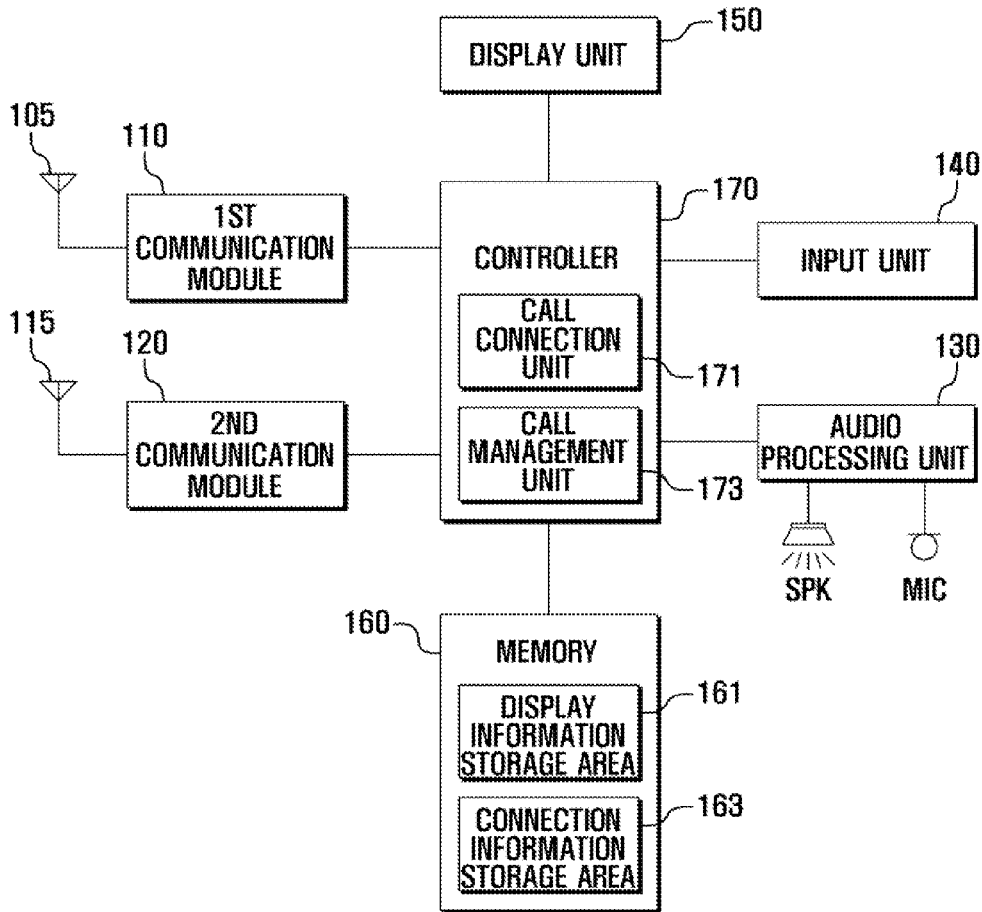 150
DISPLAY UNIT
105
110
1ST
COMMUNICATION
MODULE
170
CONTROLLER
140
INPUT UNIT
CALL
CONNECTION
UNIT
171
115
120
2ND
COMMUNICATION
MODULE
CALL
MANAGEMENT
UNIT
173
130
AUDIO
PROCESSING UNIT
SPK
MIC
160
MEMORY
DISPLAY
INFORMATION
STORAGE AREA
161
CONNECTION
INFORMATION
STORAGE AREA
163